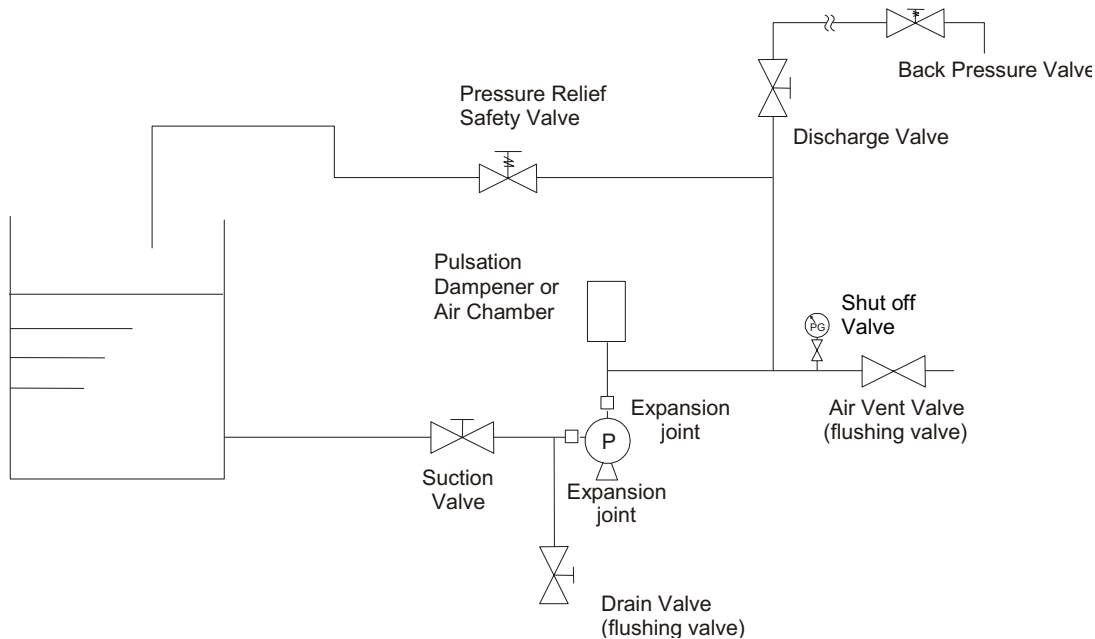 Back Pressure Valve
Pressure Relief
Safety Valve
Discharge Valve
Pulsation
Dampener or
Air Chamber
Shut off
Valve
PG
Expansion
joint
Air Vent Valve
(flushing valve)
P
Suction
Valve
Expansion
joint
Drain Valve
(flushing valve)